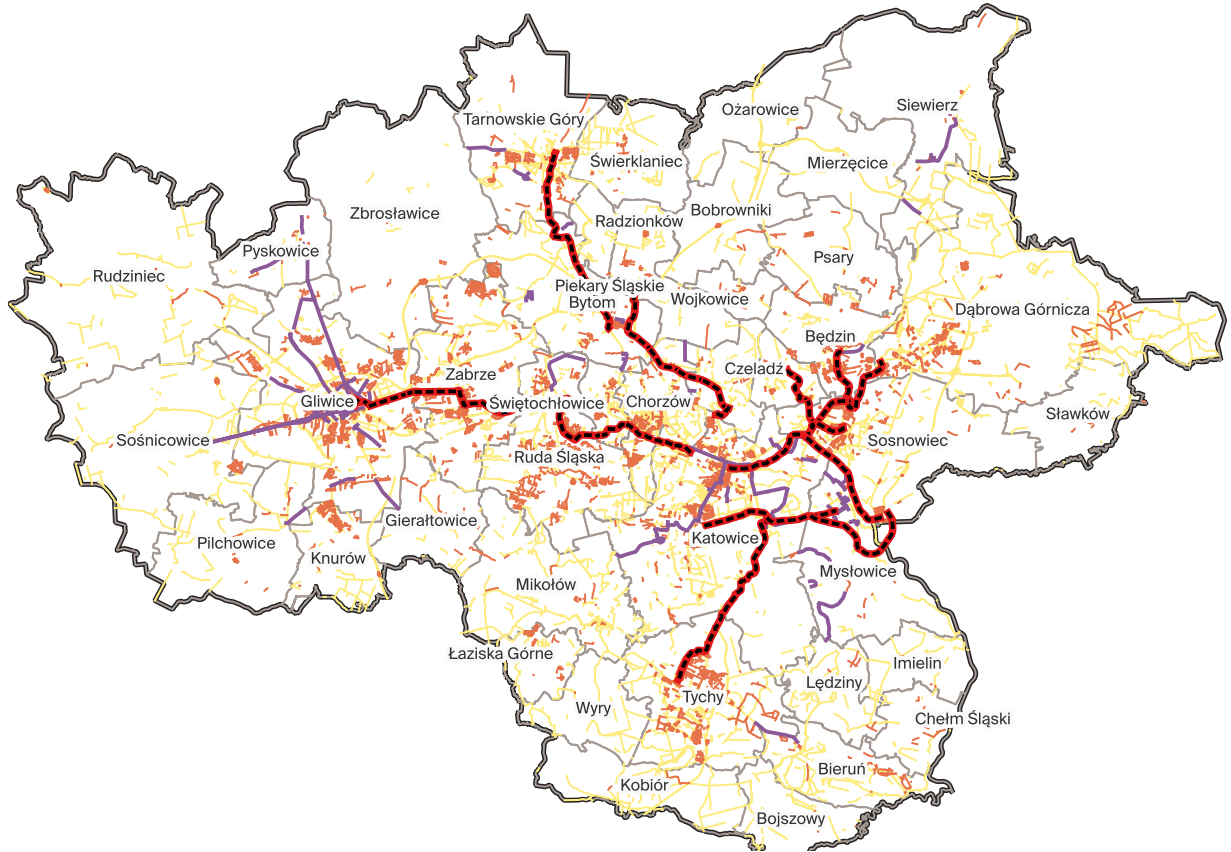 Siewierz
Ożarowice
Tarnowskie Góry
Świerklaniec
Mierzęcice
Zbrosławice
Radzionków
Bobrowniki
Pyskowice
Psary
Rudziniec
Piekary Śląskie
Bytom
Wojkowice
Dąbrowa Górnicza
Będzin
Zabrze
Czeladź
Gliwice
Świętochłowice
Chorzów
Sławków
Sośnicowice
Sosnowiec
Ruda Śląska
Gierałtowice
Pilchowice
Katowice
Knurów
Mysłowice
Mikołów
Łaziska Górne
Imielin
Lędziny
Tychy
Wyry
Chełm Śląski
Bieruń
Kobiór
Bojszowy